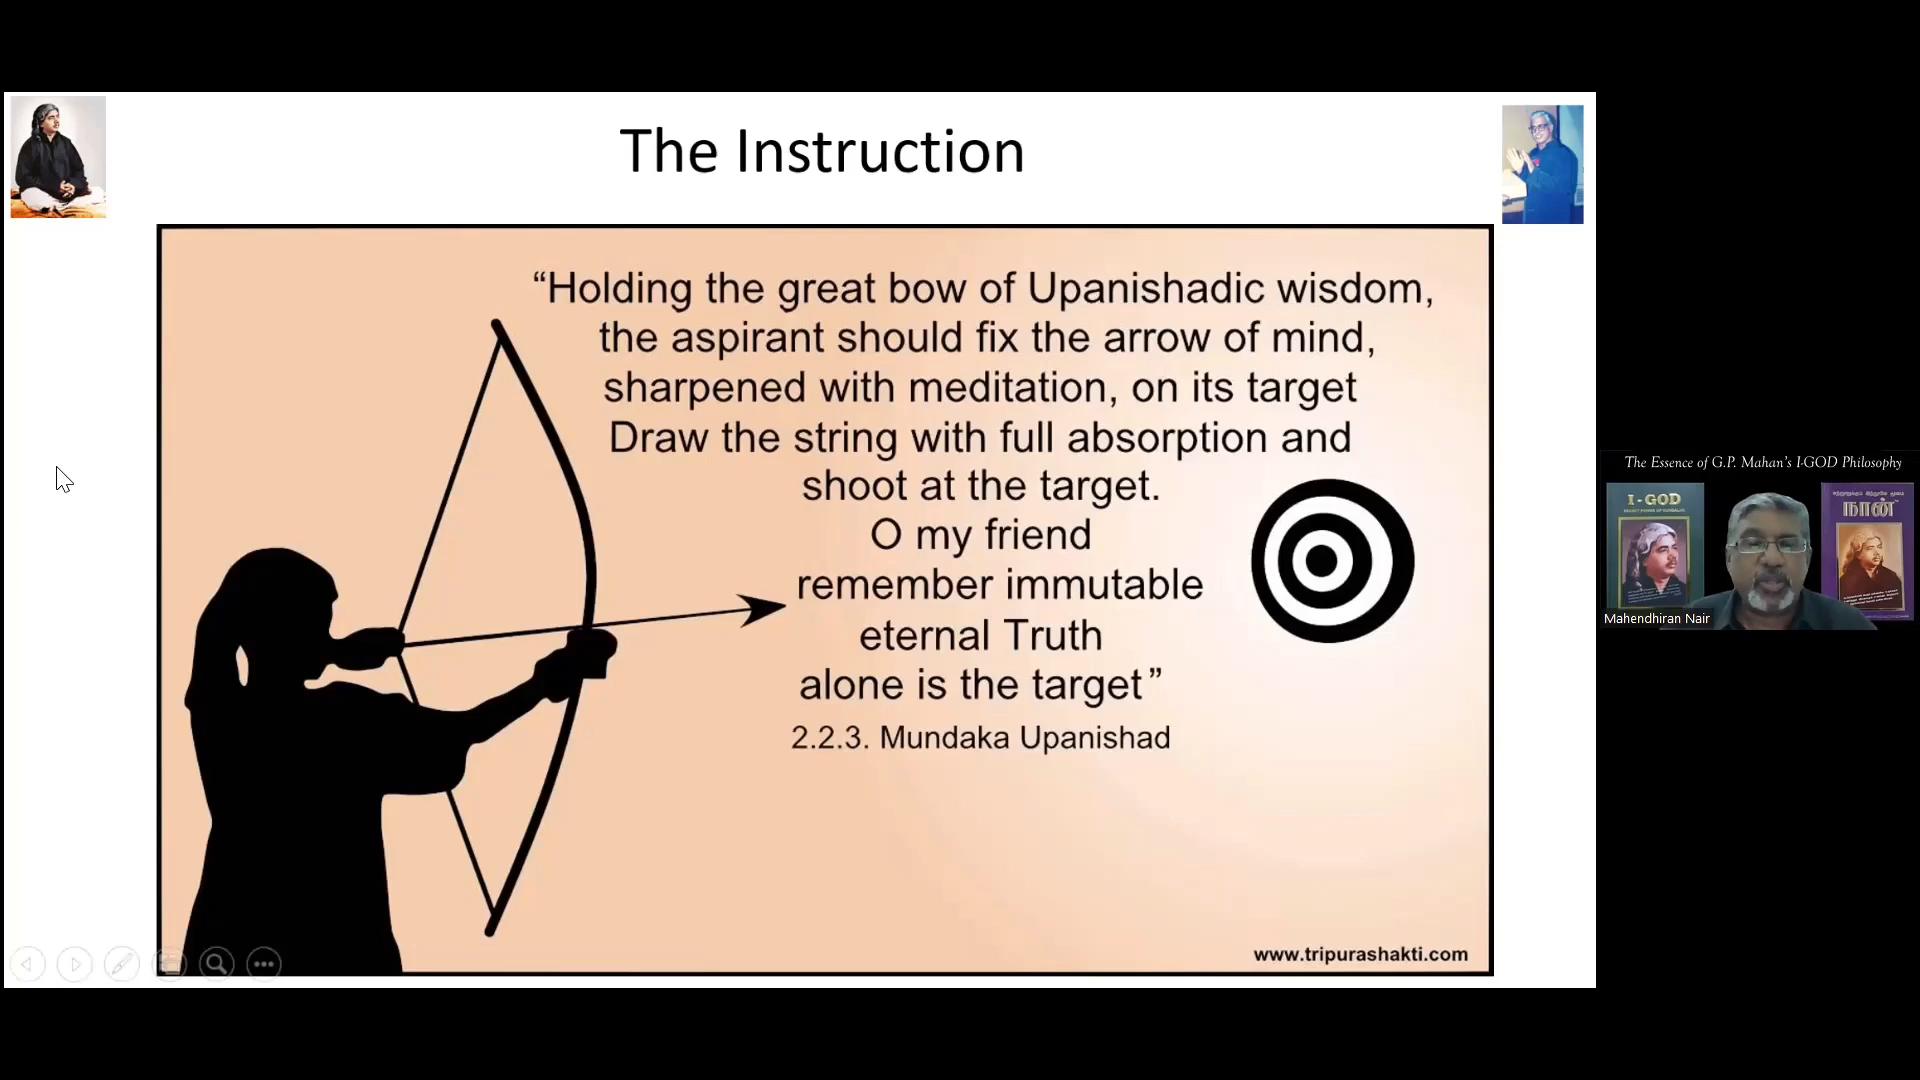 The Instruction
“Holding the great bow of Upanishadic wisdom,
the aspirant should fix the arrow of mind,
sharpened with meditation, on its target
Draw the string with full absorption and
shoot at the target.
O my friend
remember immutable
eternal Truth
alone is the target”
2.2.3. Mundaka Upanishad
www.tripurashakti.com
The Essence of G.P. Mahan's I-GOD Philosophy
I-GOD
நான்
Mahendhiran Nair